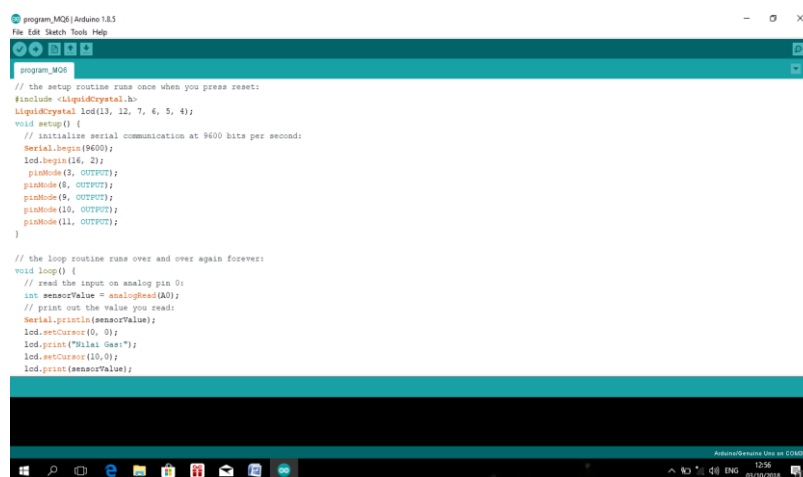 program_MQ6 | Arduino 1.8.5
File Edit Sketch Tools Help
program_MQ6
// the setup routine runs once when you press reset:
#include <LiquidCrystal.h>
LiquidCrystal lcd(13, 12, 7, 6, 5, 4);
void setup() {
// initialize serial communication at 9600 bits per second:
Serial.begin(9600);
lcd.begin(16, 2);
pinMode(3, OUTPUT);
pinMode(8, OUTPUT);
pinMode(9, OUTPUT);
pinMode(10, OUTPUT);
pinMode(11, OUTPUT);
}
// the loop routine runs over and over again forever:
void loop() {
// read the input on analog pin 0:
int sensorValue = analogRead(A0);
// print out the value you read:
Serial.println(sensorValue);
lcd.setCursor(0, 0);
lcd.print("Nilai Gas:");
lcd.setCursor(10,0);
lcd.print(sensorValue);
Arduino/Genuino Uno on COM3
ENG
12:56
03/10/2018